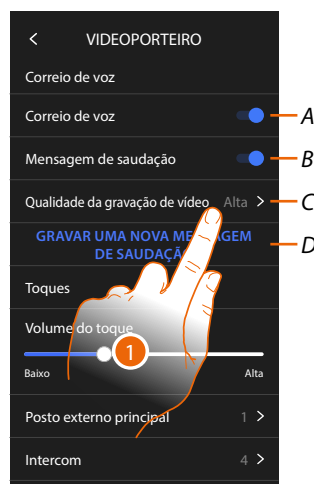 VIDEOPORTEIRO
Correio de voz
Correio de voz
A
Mensagem de saudação
B
Qualidade da gravação de vídeo Alta
C
GRAVAR UMA NOVA MENSAGEM
DE SAUDAÇÃO
D
Toques
Volume do toque
1
Baixo Alta
Posto externo principal 1
Intercom 4